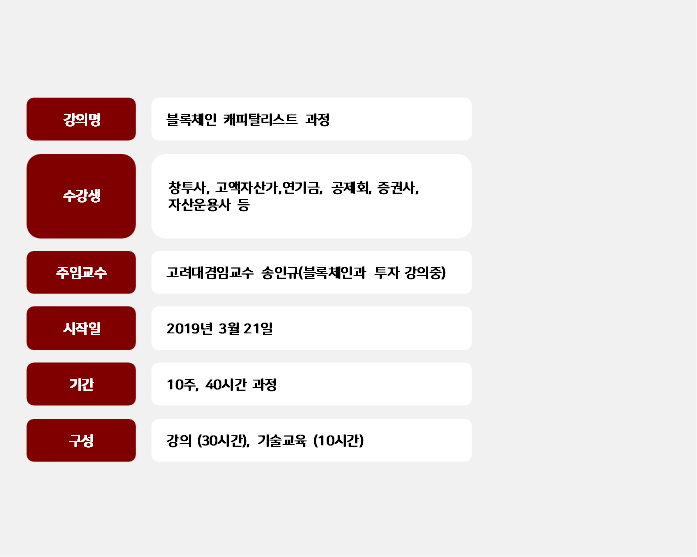 강의명
블록체인 캐피탈리스트 과정
수강생
창투사, 고액자산가,연기금, 공제회, 증권사,
자산운용사 등
주임교수
고려대겸임교수 송인규(블록체인과 투자 강의중)
시작일
2019년 3월 21일
기간
10주, 40시간 과정
구성
강의 (30시간), 기술교육 (10시간)